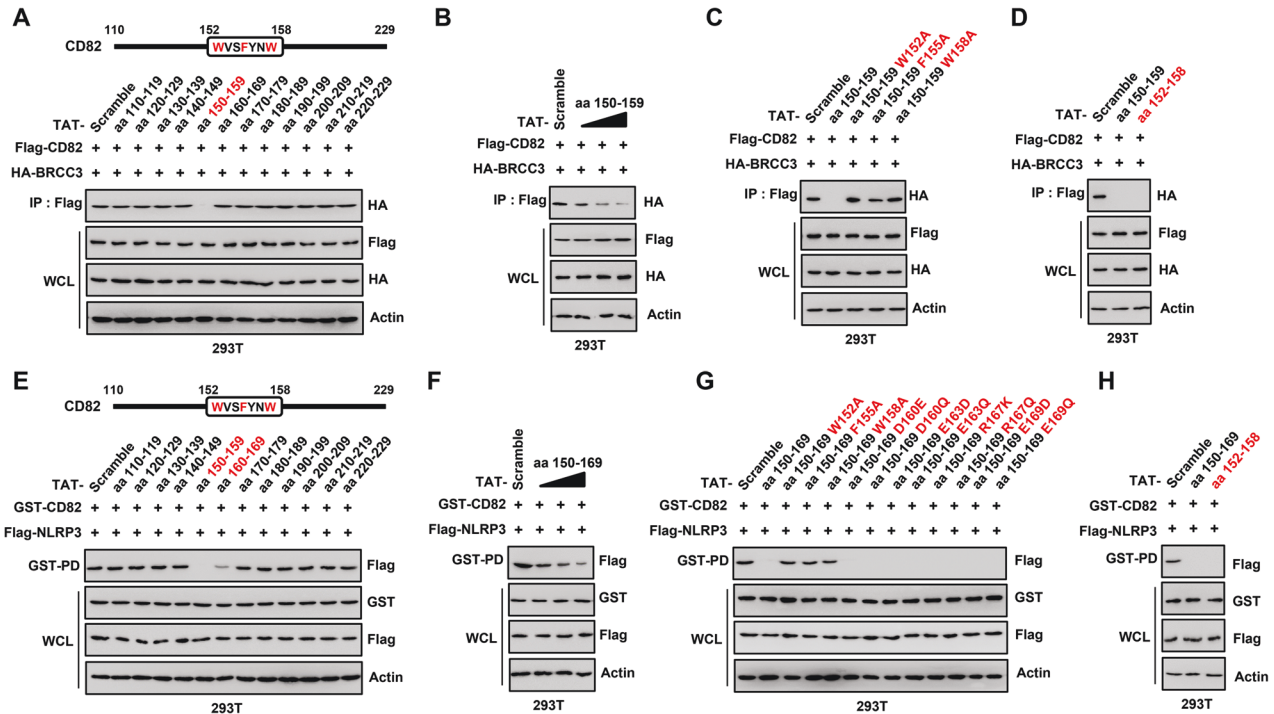 A
110 152 158 229
CD82 WVSFYNW
TAT- Scramble aa 110-119 aa 120-129 aa 130-139 aa 140-149 aa 150-159 aa 160-169 aa 170-179 aa 180-189 aa 190-199 aa 200-209 aa 210-219 aa 220-229
Flag-CD82 + + + + + + + + + + + + +
HA-BRCC3 + + + + + + + + + + + + +
IP : Flag HA
WCL Flag
HA
Actin
293T
B
TAT- Scramble aa 150-159
Flag-CD82 + + + +
HA-BRCC3 + + + +
IP : Flag HA
WCL Flag
HA
Actin
293T
C
TAT- Scramble aa 150-159 aa 150-159 W152A aa 150-159 F155A aa 150-159 W158A
Flag-CD82 + + + + +
HA-BRCC3 + + + + +
IP : Flag HA
WCL Flag
HA
Actin
293T
D
TAT- Scramble aa 150-159 aa 152-158
Flag-CD82 + + +
HA-BRCC3 + + +
IP : Flag HA
WCL Flag
HA
Actin
293T
E
110 152 158 229
CD82 WVSFYNW
TAT- Scramble aa 110-119 aa 120-129 aa 130-139 aa 140-149 aa 150-159 aa 160-169 aa 170-179 aa 180-189 aa 190-199 aa 200-209 aa 210-219 aa 220-229
GST-CD82 + + + + + + + + + + + + +
Flag-NLRP3 + + + + + + + + + + + + +
GST-PD Flag
WCL GST
Flag
Actin
293T
F
TAT- Scramble aa 150-169
GST-CD82 + + + +
Flag-NLRP3 + + + +
GST-PD Flag
WCL GST
Flag
Actin
293T
G
TAT- Scramble aa 150-169 aa 150-169 W152A aa 150-169 F155A aa 150-169 W158A aa 150-169 D160E aa 150-169 D160Q aa 150-169 E163D aa 150-169 E163Q aa 150-169 R167K aa 150-169 R167Q aa 150-169 E169D aa 150-169 E169Q
GST-CD82 + + + + + + + + + + + + +
Flag-NLRP3 + + + + + + + + + + + + +
GST-PD Flag
WCL GST
Flag
Actin
293T
H
TAT- Scramble aa 150-169 aa 152-158
GST-CD82 + + +
Flag-NLRP3 + + +
GST-PD Flag
WCL GST
Flag
Actin
293T